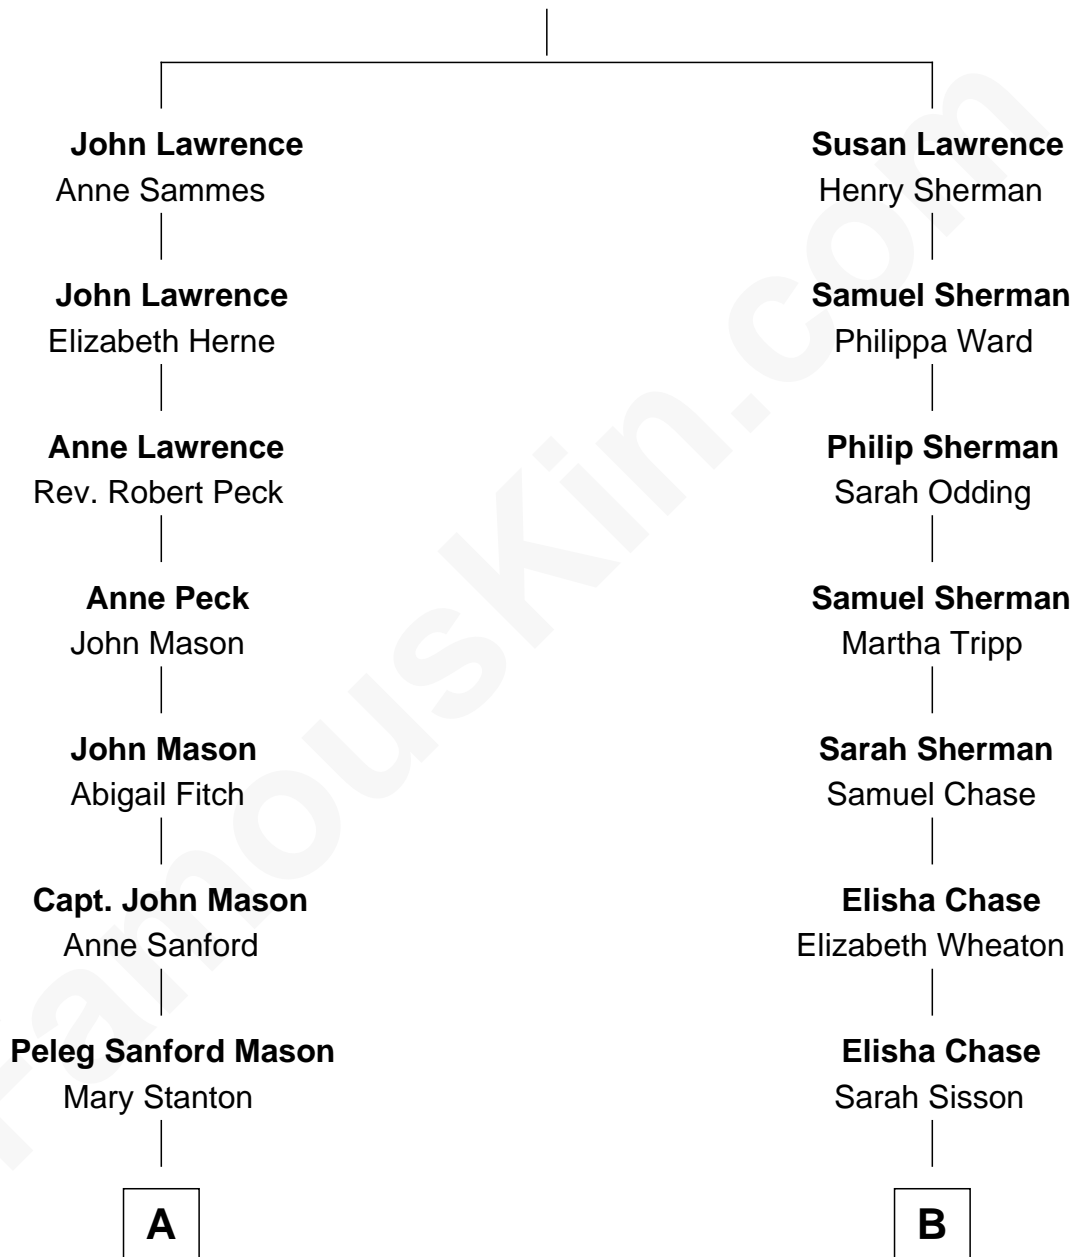 John Lawrence
Anne Sammes
John Lawrence
Elizabeth Herne
Anne Lawrence
Rev. Robert Peck
Anne Peck
John Mason
John Mason
Abigail Fitch
Capt. John Mason
Anne Sanford
Peleg Sanford Mason
Mary Stanton
A
Susan Lawrence
Henry Sherman
Samuel Sherman
Philippa Ward
Philip Sherman
Sarah Odding
Samuel Sherman
Martha Tripp
Sarah Sherman
Samuel Chase
Elisha Chase
Elizabeth Wheaton
Elisha Chase
Sarah Sisson
B
FamousKin.com